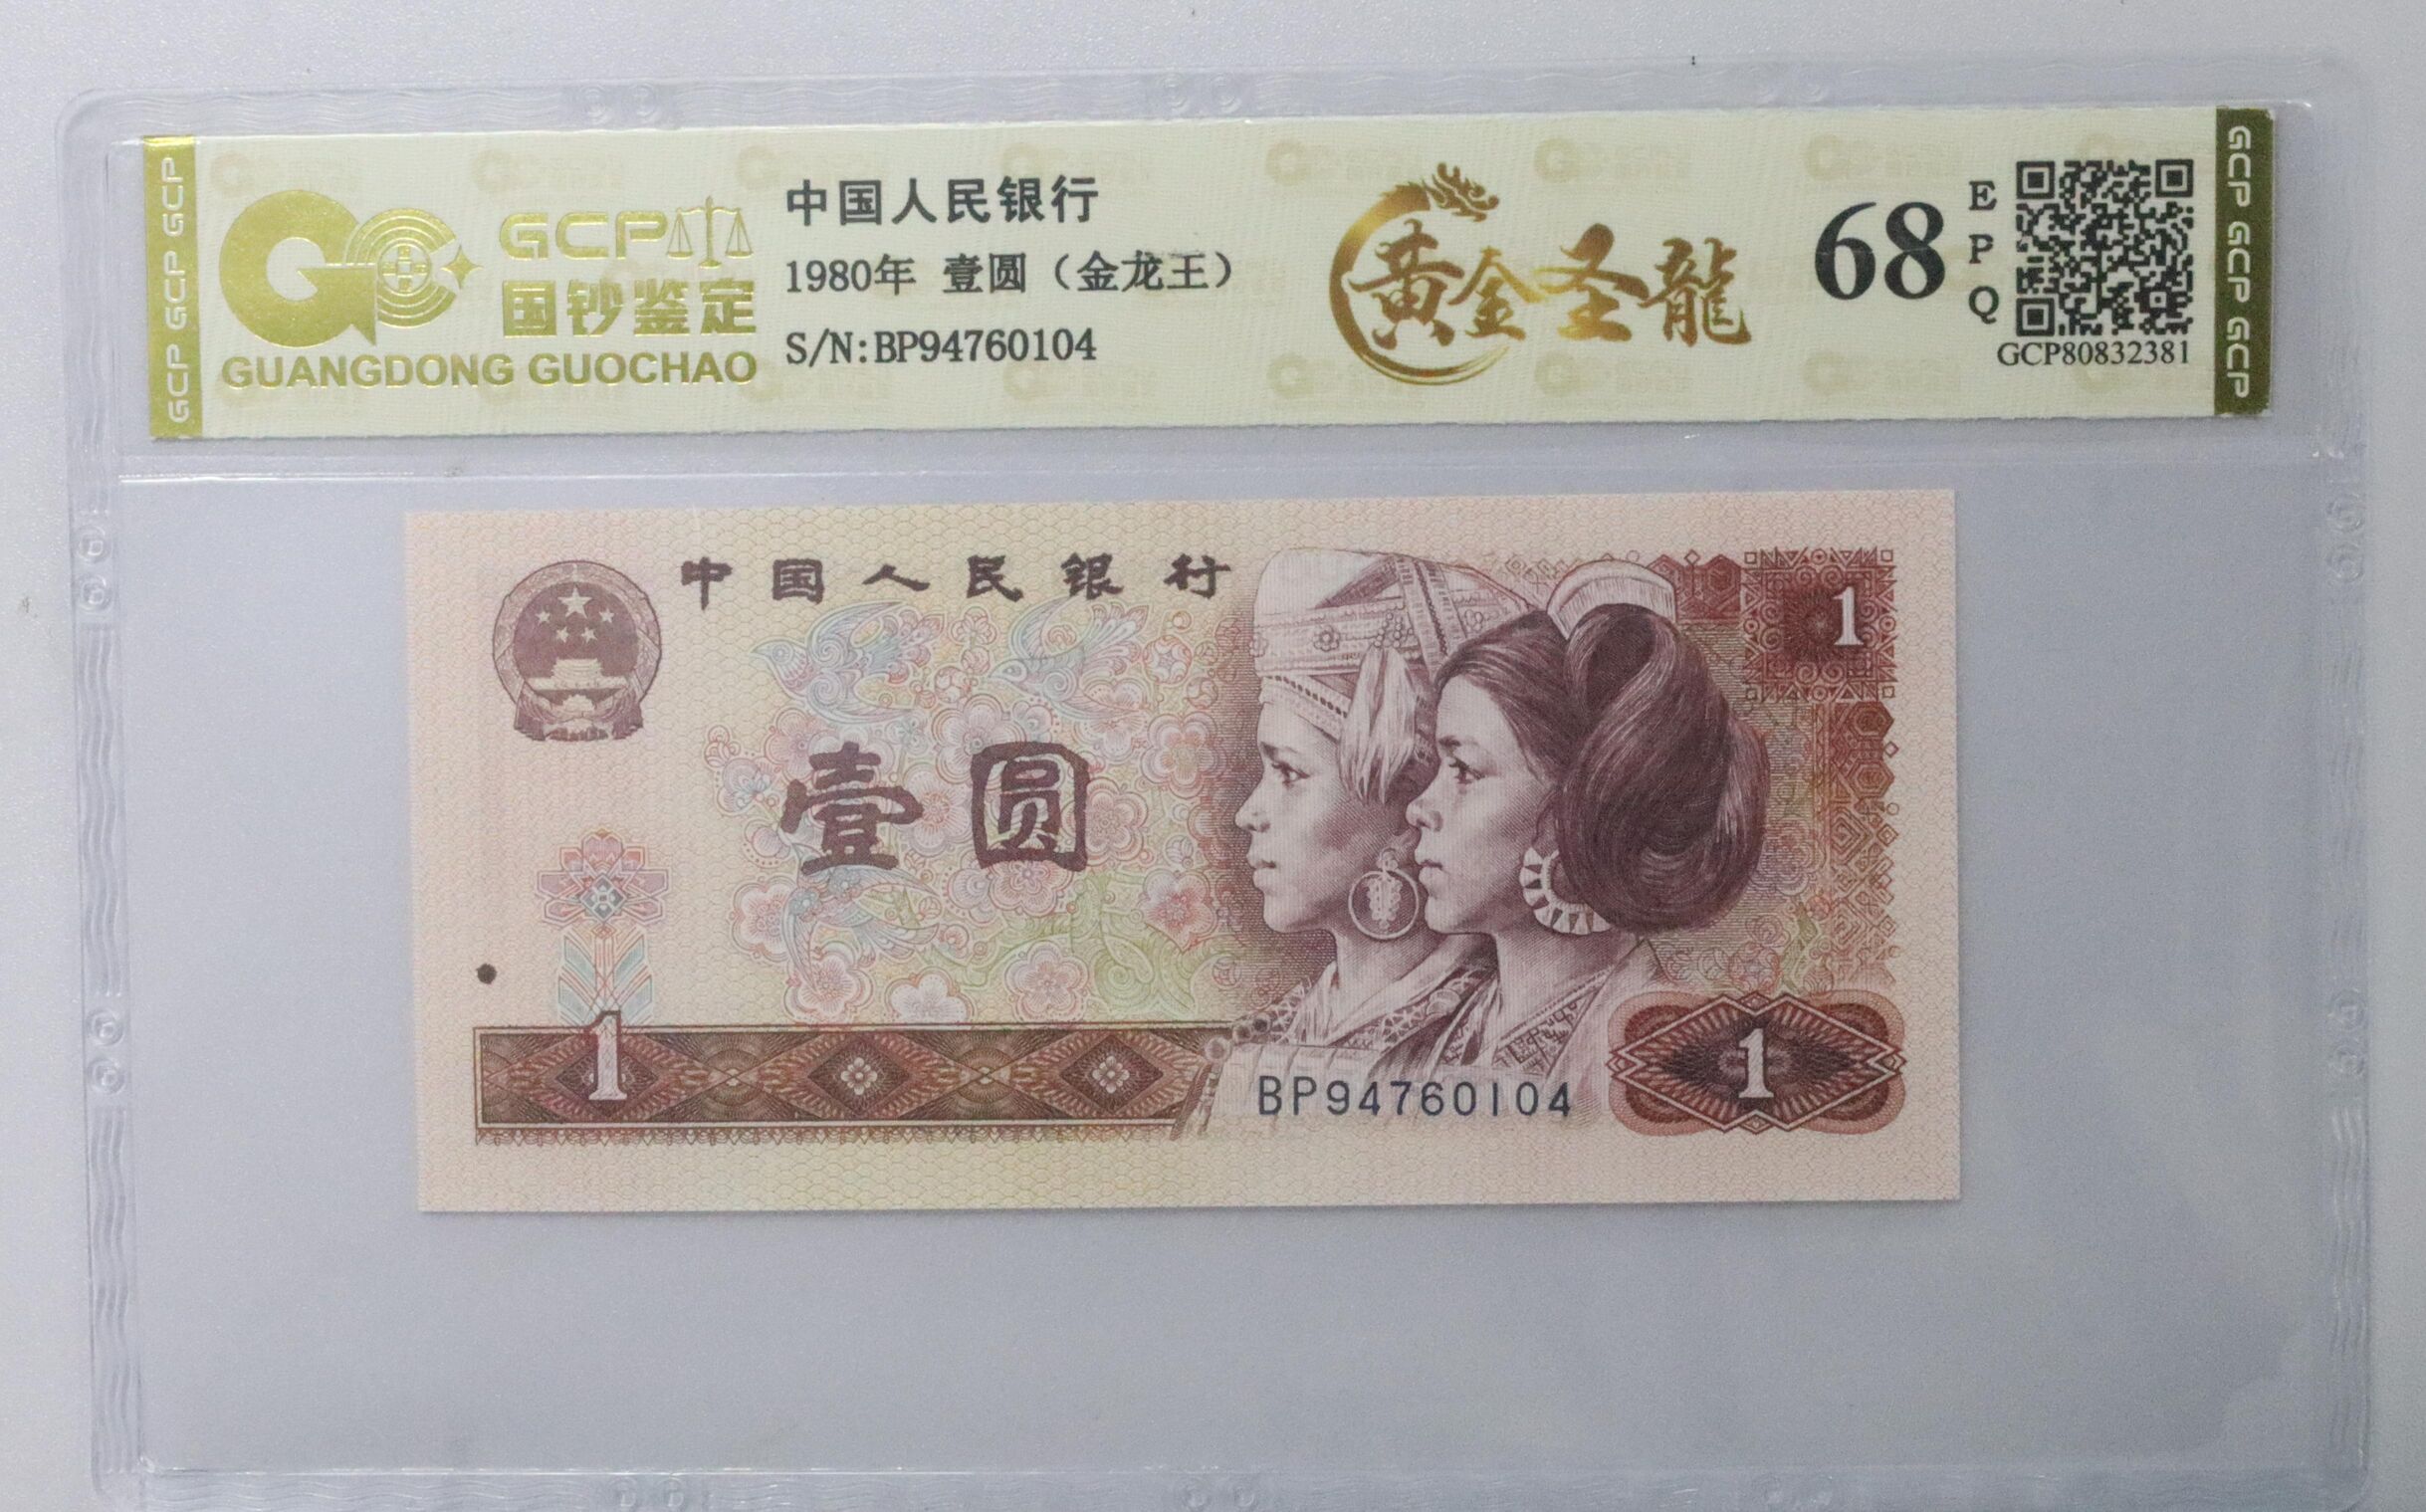 GCP GCP GCP
GCP
国钞鉴定
GUANGDONG GUOCHAO
中国人民银行
1980年 壹圆（金龙王）
S/N:BP94760104
黄金圣龍
68
E
P
Q
GCP80832381
GCP GCP GCP
中国人民银行
1
壹圆
1
BP94760104
1